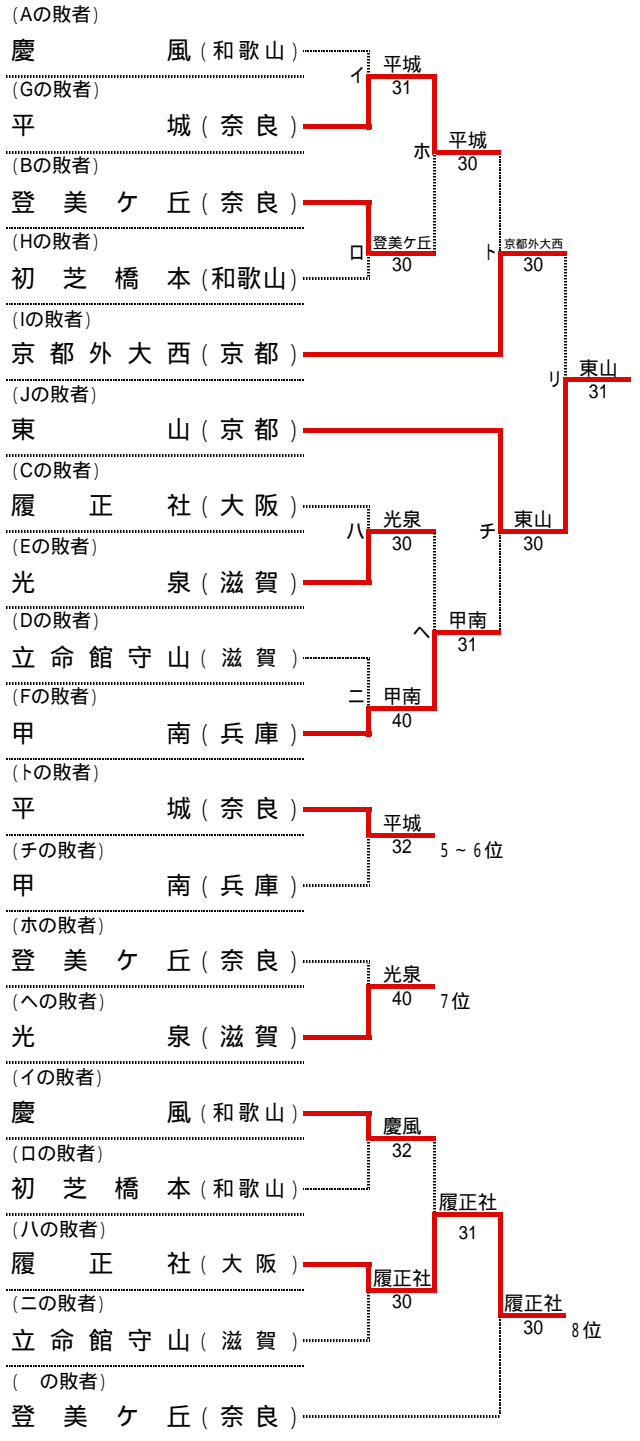 (Aの敗者)
慶風(和歌山)
(Gの敗者)
平城(奈良)
(Bの敗者)
登美ケ丘(奈良)
(Hの敗者)
初芝橋本(和歌山)
(Iの敗者)
京都外大西(京都)
(Jの敗者)
東山(京都)
(Cの敗者)
履正社(大阪)
(Eの敗者)
光泉(滋賀)
(Dの敗者)
立命館守山(滋賀)
(Fの敗者)
甲南(兵庫)
(トの敗者)
平城(奈良)
(チの敗者)
甲南(兵庫)
(ホの敗者)
登美ケ丘(奈良)
(ヘの敗者)
光泉(滋賀)
(イの敗者)
慶風(和歌山)
(ロの敗者)
初芝橋本(和歌山)
(ハの敗者)
履正社(大阪)
(ニの敗者)
立命館守山(滋賀)
(　の敗者)
登美ケ丘(奈良)
イ
平城
31
ロ
登美ケ丘
30
ホ
平城
30
ト
京都外大西
30
リ
東山
31
ハ
光泉
30
ニ
甲南
40
ヘ
甲南
31
チ
東山
30
平城
32
5～6位
光泉
40
7位
慶風
32
履正社
30
履正社
31
履正社
30
8位